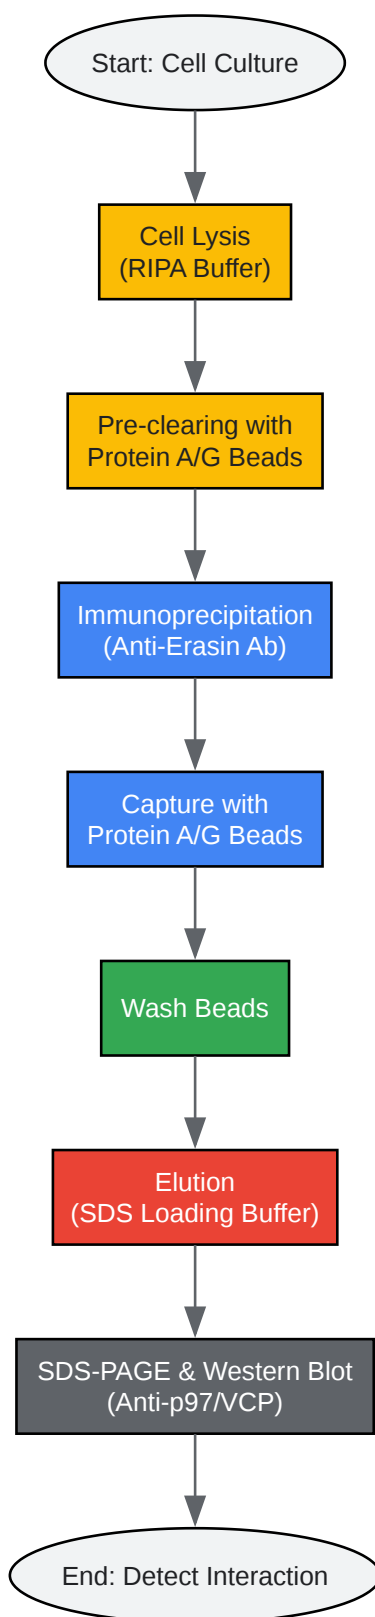 Start: Cell Culture
Cell Lysis
(RIPA Buffer)
Pre-clearing with
Protein A/G Beads
Immunoprecipitation
(Anti-Erasin Ab)
Capture with
Protein A/G Beads
Wash Beads
Elution
(SDS Loading Buffer)
SDS-PAGE & Western Blot
(Anti-p97/VCP)
End: Detect Interaction